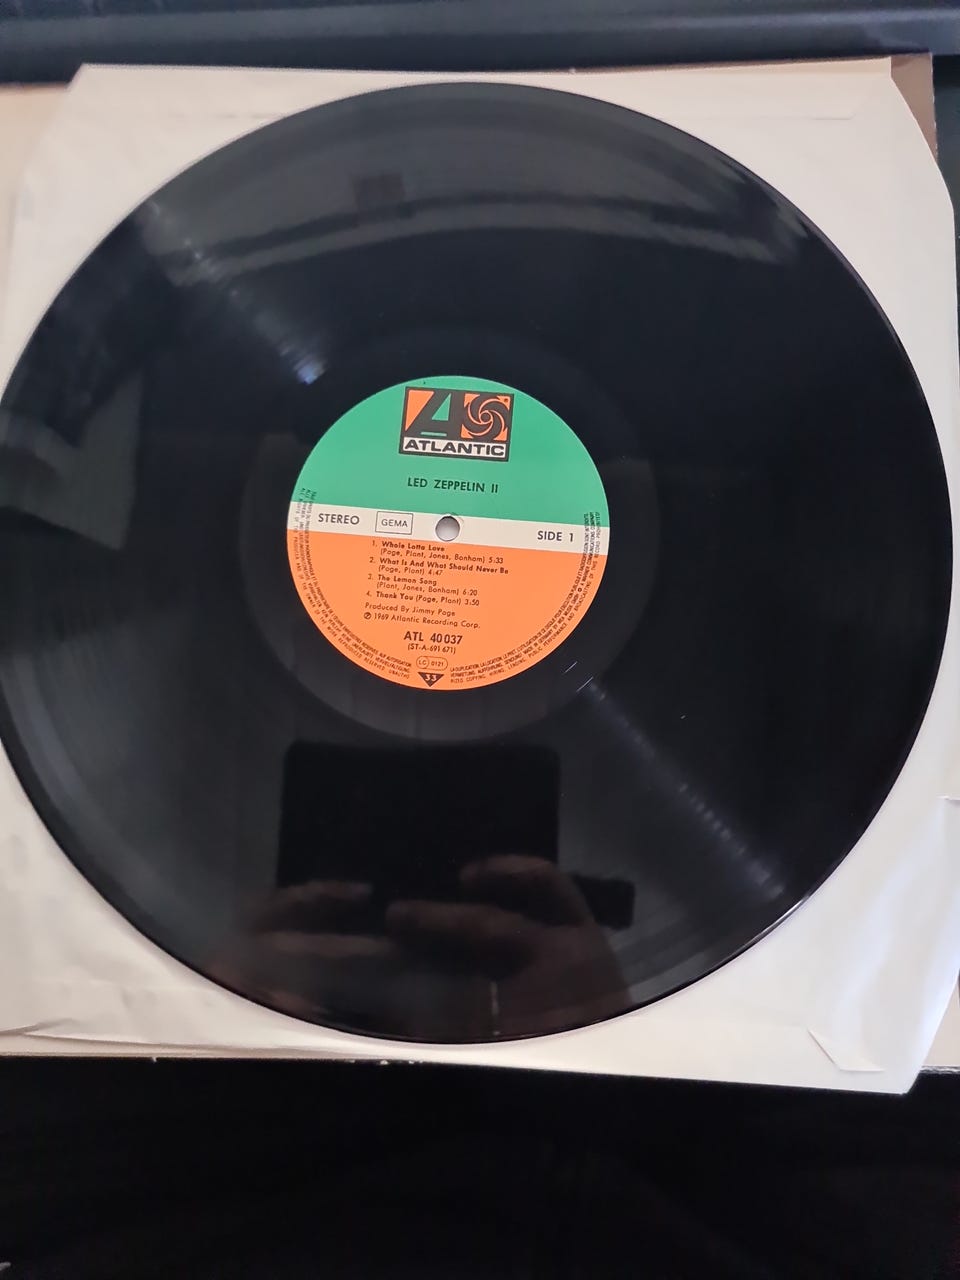 ATLANTIC
LED ZEPPELIN II
STEREO GEMA SIDE 1
1. Whole Lotta Love
(Page, Plant, Jones, Bonham) 5:33
2. What Is And What Should Never Be
(Page, Plant) 4:47
3. The Lemon Song
(Plant, Jones, Bonham) 6:20
4. Thank You (Page, Plant) 3:50
Produced By Jimmy Page
℗ 1969 Atlantic Recording Corp.
ATL 40 037
(ST-A-691 671)
LC 0121
33